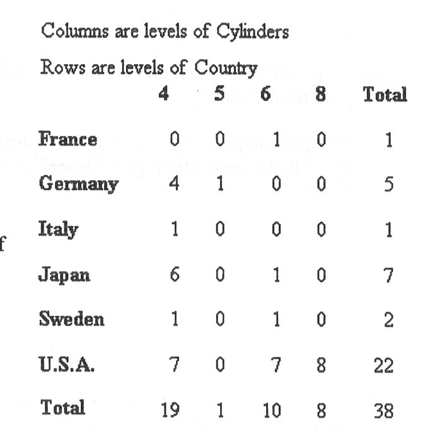 Columns are levels of Cylinders
Rows are levels of Country
4 5 6 8 Total
France 0 0 1 0 1
Germany 4 1 0 0 5
Italy 1 0 0 0 1
f
Japan 6 0 1 0 7
Sweden 1 0 1 0 2
U.S.A. 7 0 7 8 22
Total 19 1 10 8 38